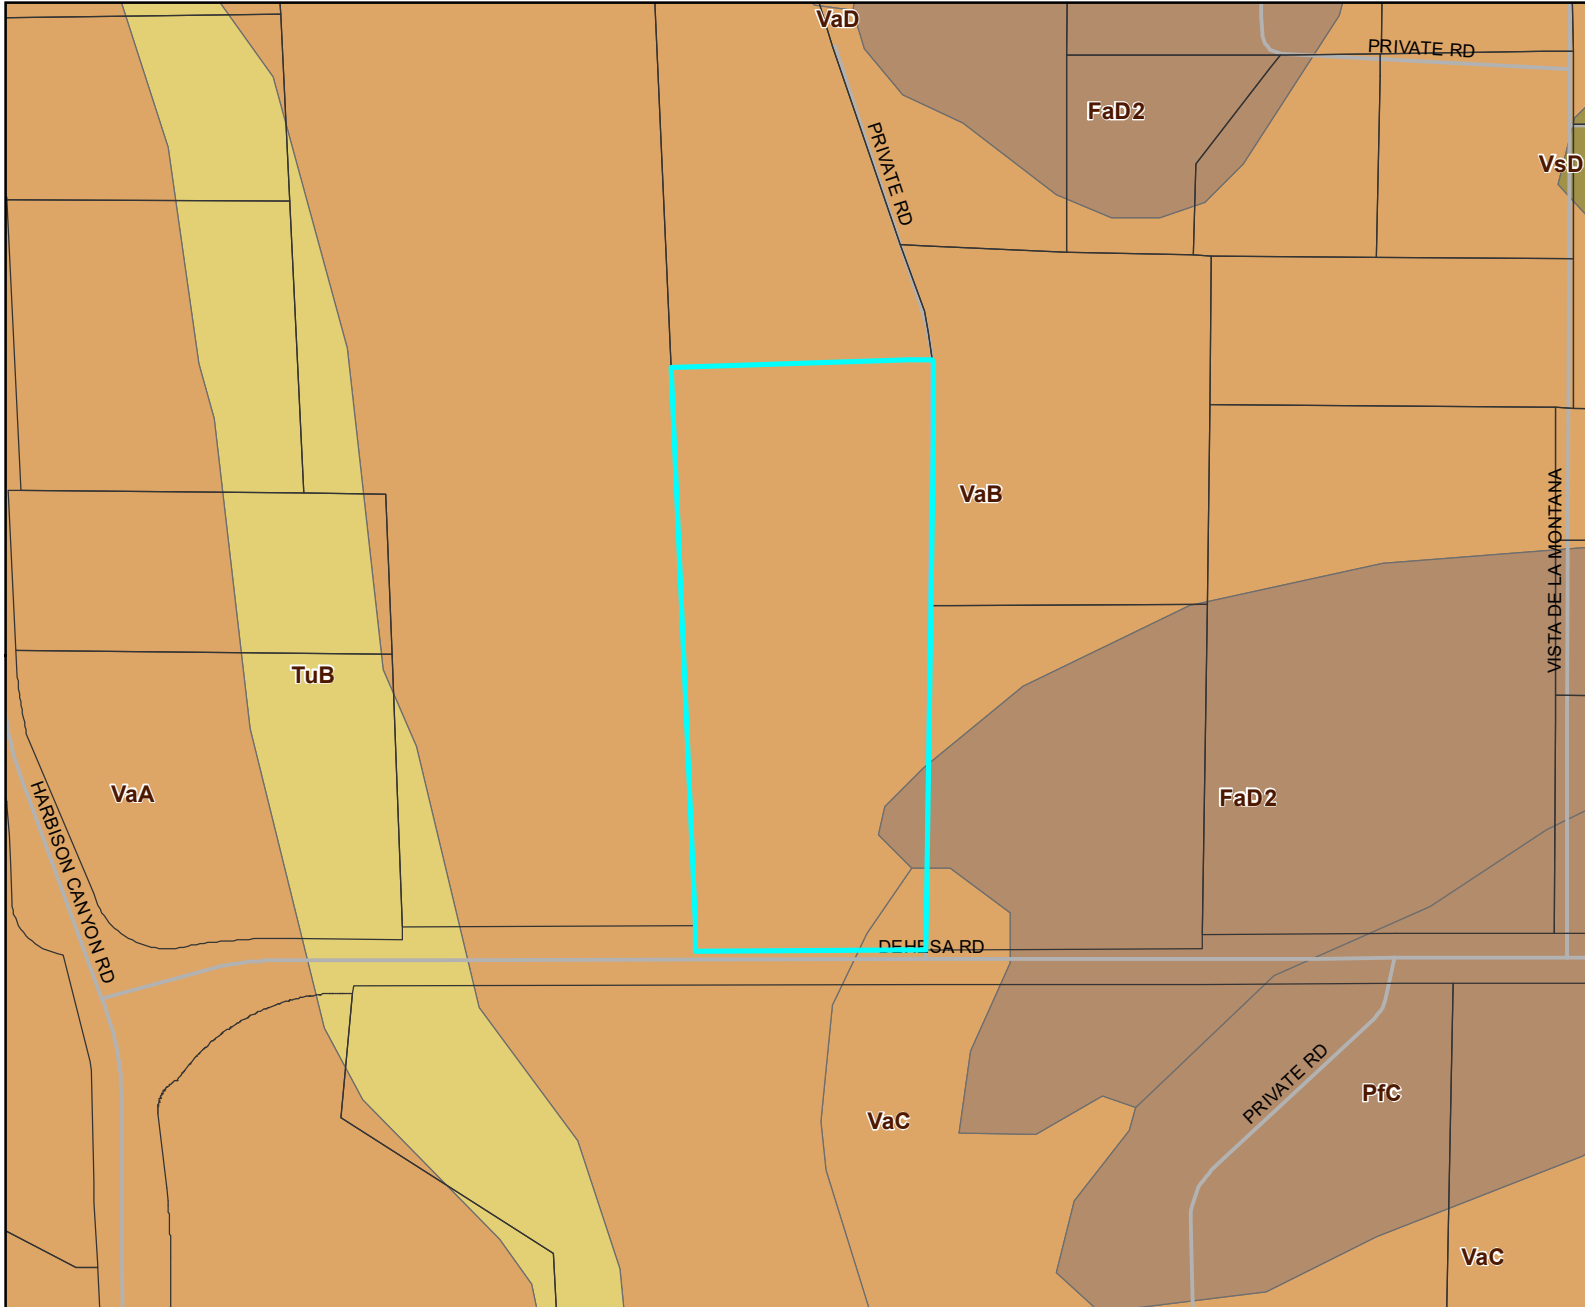 VaD
PRIVATE RD
FaD2
PRIVATE RD
VsD
VaB
VISTA DE LA MONTANA
TuB
VaA
FaD2
HARBISON CANYON RD
DEHESA RD
PRIVATE RD
PfC
VaC
VaC